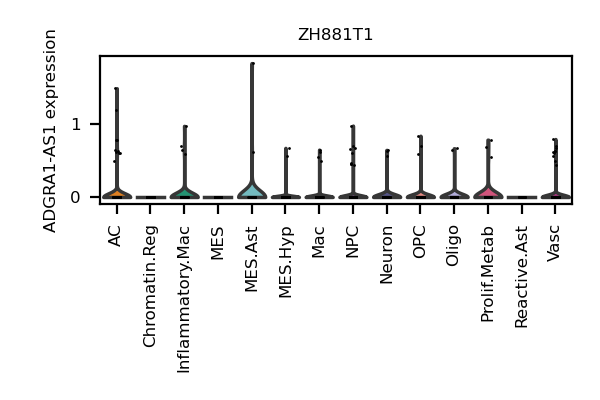 ZH881T1
ADGRA1-AS1 expression
1
0
AC
Chromatin.Reg
Inflammatory.Mac
MES
MES.Ast
MES.Hyp
Mac
NPC
Neuron
OPC
Oligo
Prolif.Metab
Reactive.Ast
Vasc